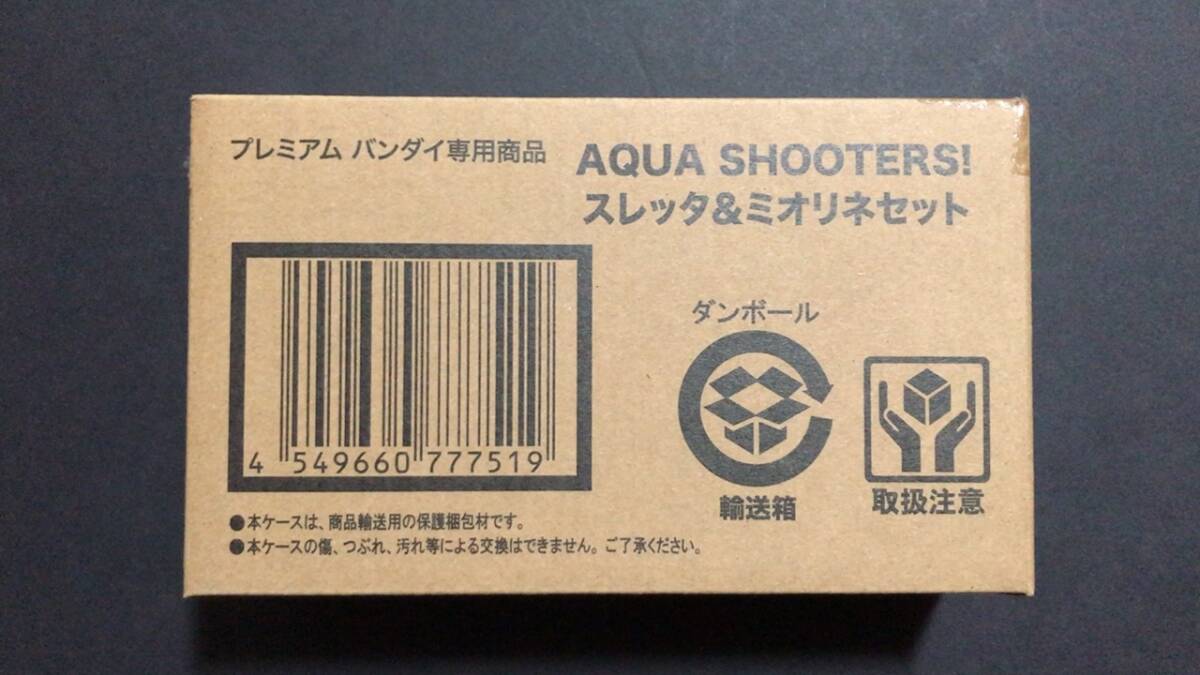 プレミアム バンダイ専用商品
AQUA SHOOTERS!
スレッタ&ミオリネセット
ダンボール
4 549660 777519
輸送箱
取扱注意
●本ケースは、商品輸送用の保護梱包材です。
●本ケースの傷、つぶれ、汚れ等による交換はできません。ご了承ください。